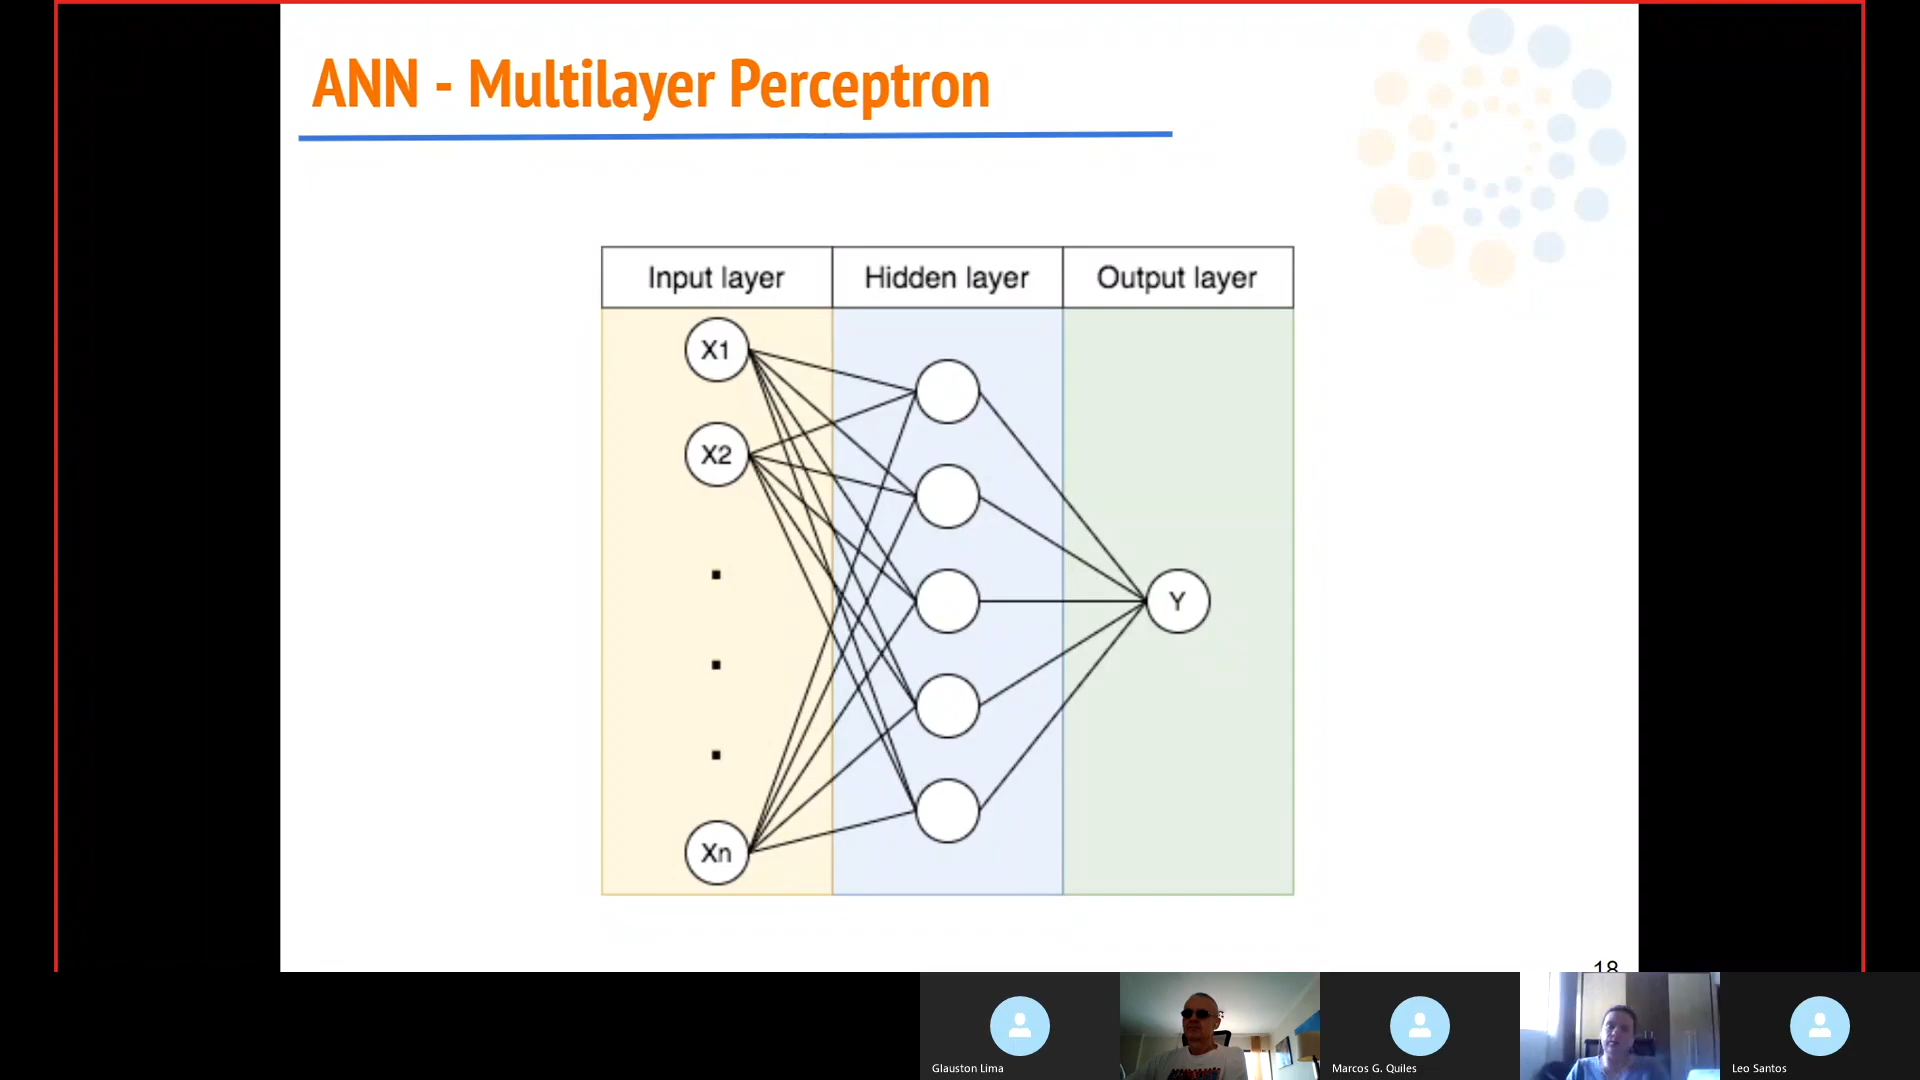 ANN - Multilayer Perceptron
Input layer
Hidden layer
Output layer
X1
X2
Xn
Y
18
Glauston Lima
Marcos G. Quiles
Leo Santos